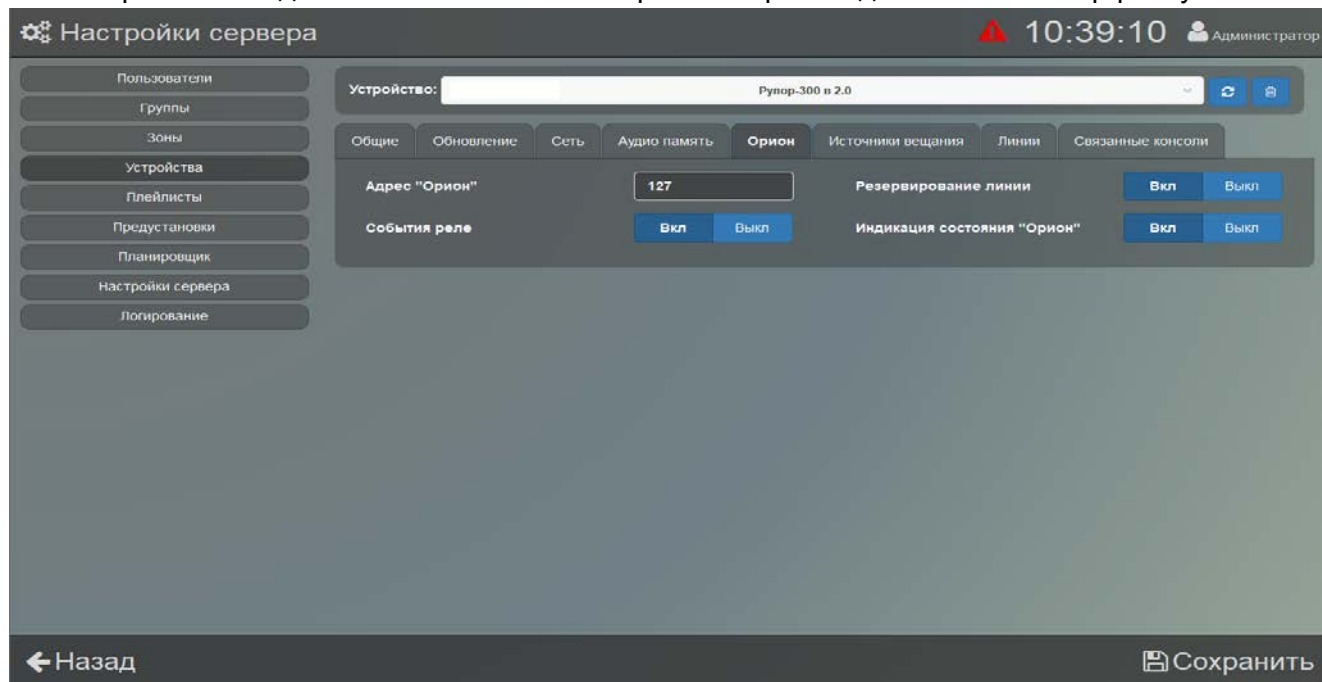 Настройки сервера
10:39:10 Администратор
Пользователи
Группы
Зоны
Устройства
Плейлисты
Предустановки
Планировщик
Настройки сервера
Логирование
Устройство: Рупор-300 в 2.0
Общие Обновление Сеть Аудио память Орион Источники вещания Линии Связанные консоли
Адрес "Орион" 127 Резервирование линии Вкл Выкл
События реле Вкл Выкл Индикация состояния "Орион" Вкл Выкл
Назад Сохранить